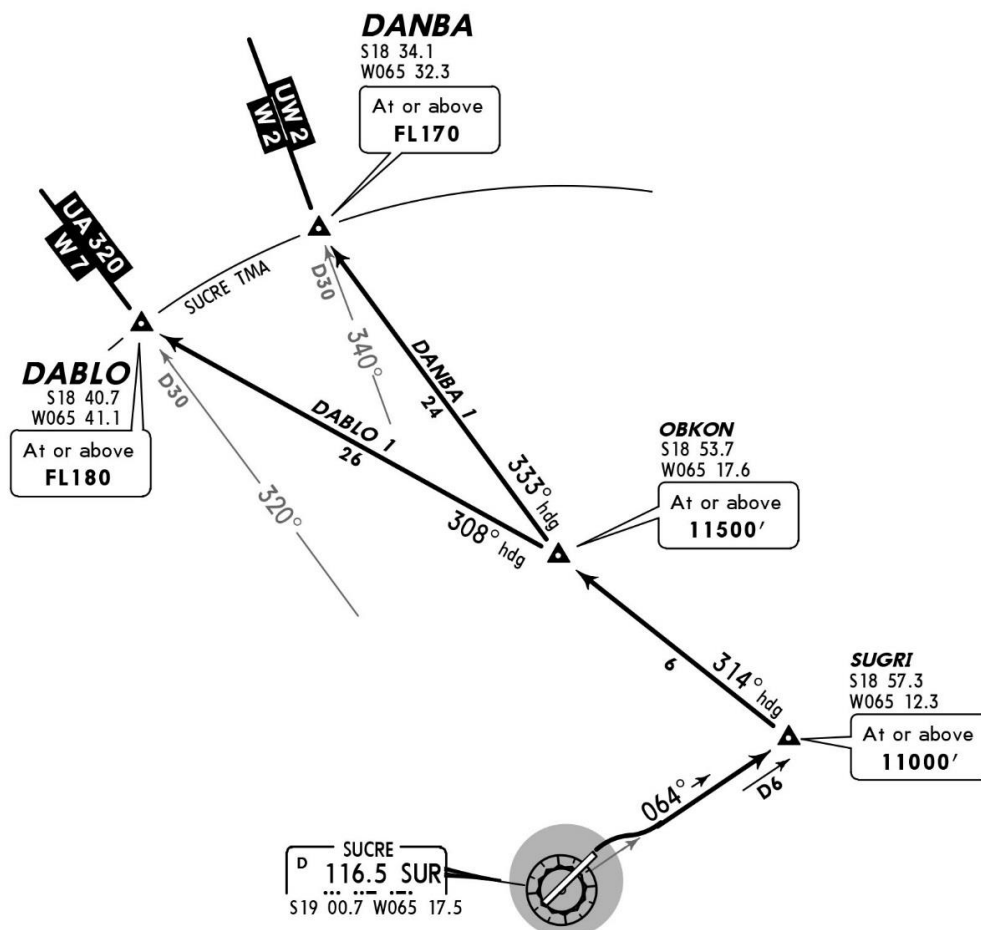 DANBA
S18 34.1
W065 32.3
At or above
FL170
UW 2
W 2
UA 320
W 7
SUCRE TMA
D30
340°
DABLO
S18 40.7
W065 41.1
At or above
FL180
D30
320°
DANBA 1
24
333° hdg
DABLO 1
26
308° hdg
OBKON
S18 53.7
W065 17.6
At or above
11500'
6
314° hdg
SUGRI
S18 57.3
W065 12.3
At or above
11000'
064°
D6
SUCRE
D 116.5 SUR
S19 00.7 W065 17.5